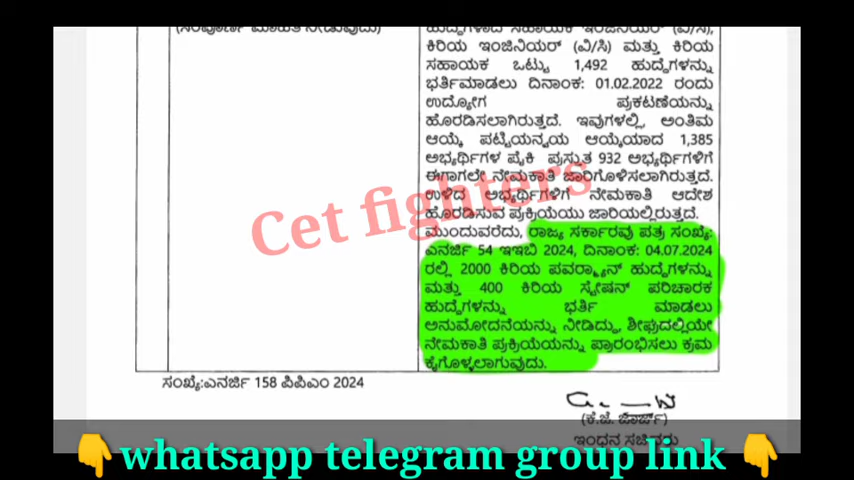 (ಸಂಪೂರ್ಣ ಮಾಹಿತಿ ನೀಡುವುದು)
ಹುದ್ದೆಗಳಾದ ಸಹಾಯಕ ಇಂಜಿನಿಯರ್ (ವಿ/ಸಿ),
ಕಿರಿಯ ಇಂಜಿನಿಯರ್ (ವಿ/ಸಿ) ಮತ್ತು ಕಿರಿಯ
ಸಹಾಯಕ ಒಟ್ಟು 1,492 ಹುದ್ದೆಗಳನ್ನು
ಭರ್ತಿಮಾಡಲು ದಿನಾಂಕ: 01.02.2022 ರಂದು
ಉದ್ಯೋಗ ಪ್ರಕಟಣೆಯನ್ನು
ಹೊರಡಿಸಲಾಗಿರುತ್ತದೆ. ಇವುಗಳಲ್ಲಿ ಅಂತಿಮ
ಆಯ್ಕೆ ಪಟ್ಟಿಯನ್ವಯ ಆಯ್ಕೆಯಾದ 1,385
ಅಭ್ಯರ್ಥಿಗಳ ಪೈಕಿ ಪ್ರಸ್ತುತ 932 ಅಭ್ಯರ್ಥಿಗಳಿಗೆ
ಈಗಾಗಲೇ ನೇಮಕಾತಿ ಜಾರಿಗೊಳಿಸಲಾಗಿರುತ್ತದೆ.
ಉಳಿದ ಅಭ್ಯರ್ಥಿಗಳಿಗೆ ನೇಮಕಾತಿ ಆದೇಶ
ಹೊರಡಿಸುವ ಪ್ರಕ್ರಿಯೆಯು ಜಾರಿಯಲ್ಲಿರುತ್ತದೆ.
ಮುಂದುವರೆದು, ರಾಜ್ಯ ಸರ್ಕಾರವು ಪತ್ರ ಸಂಖ್ಯೆ:
ಎನರ್ಜಿ 54 ಇಇಬಿ 2024, ದಿನಾಂಕ: 04.07.2024
ರಲ್ಲಿ 2000 ಕಿರಿಯ ಪವರ್‌ಮ್ಯಾನ್ ಹುದ್ದೆಗಳನ್ನು
ಮತ್ತು 400 ಕಿರಿಯ ಸ್ಟೇಷನ್ ಪರಿಚಾರಕ
ಹುದ್ದೆಗಳನ್ನು ಭರ್ತಿ ಮಾಡಲು
ಅನುಮೋದನೆಯನ್ನು ನೀಡಿದ್ದು, ಶೀಘ್ರದಲ್ಲಿಯೇ
ನೇಮಕಾತಿ ಪ್ರಕ್ರಿಯೆಯನ್ನು ಪ್ರಾರಂಭಿಸಲು ಕ್ರಮ
ಕೈಗೊಳ್ಳಲಾಗುವುದು.
Cet fighters
ಸಂಖ್ಯೆ:ಎನರ್ಜಿ 158 ಪಿಪಿಎಂ 2024
(ಕೆ.ಜೆ. ಜಾರ್ಜ್)
ಇಂಧನ ಸಚಿವರು
👇whatsapp telegram group link 👇